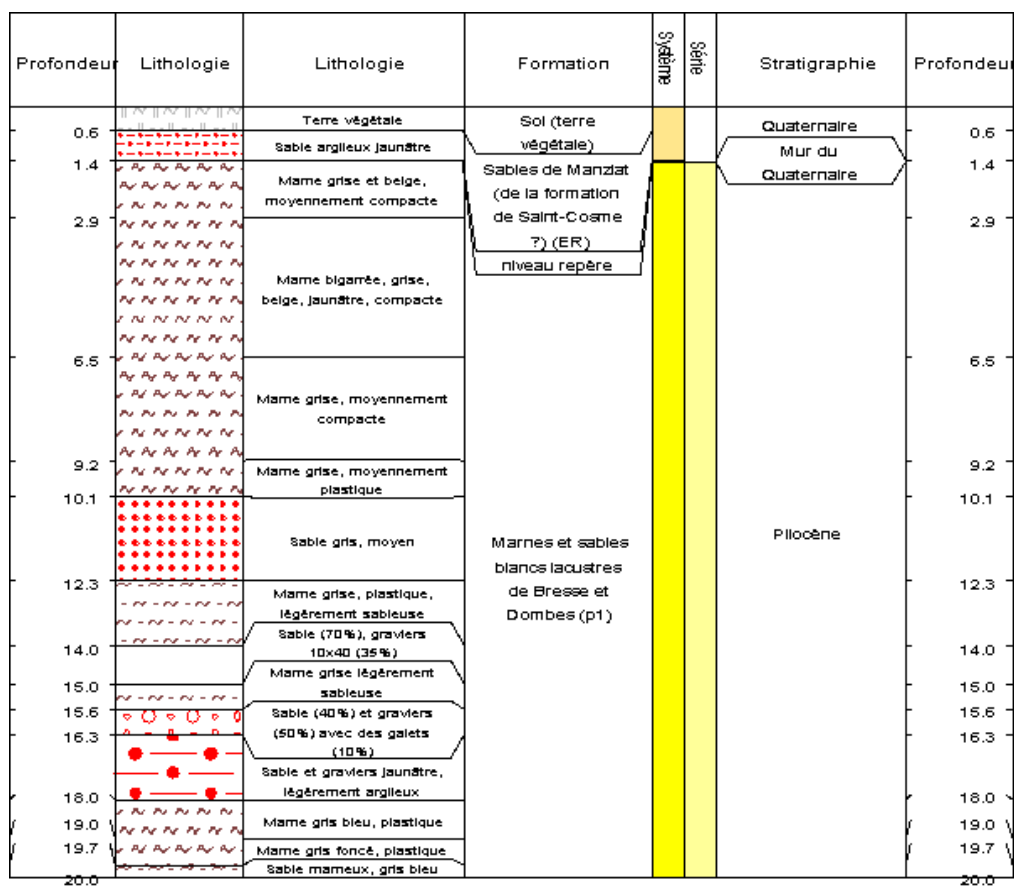 Profondeur
Lithologie
Lithologie
Formation
Système
Série
Stratigraphie
Profondeur
0.6
1.4
2.9
6.5
9.2
10.1
12.3
14.0
15.0
15.6
16.3
18.0
19.0
19.7
20.0
Terre végétale
Sable argileux jaunâtre
Marne grise et beige,
moyennement compacte
Marne bigarrée, grise,
beige, jaunâtre, compacte
Marne grise, moyennement
compacte
Marne grise, moyennement
plastique
Sable gris, moyen
Marne grise, plastique,
légèrement sableuse
Sable (70%), graviers
10x40 (35%)
Marne grise légèrement
sableuse
Sable (40%) et graviers
(50%) avec des galets
(10%)
Sable et graviers jaunâtre,
légèrement argileux
Marne gris bleu, plastique
Marne gris foncé, plastique
Sable marneux, gris bleu
Sol (terre
végétale)
Sables de Manziat
(de la formation
de Saint-Cosme
?) (ER)
niveau repère
Marnes et sables
blancs lacustres
de Bresse et
Dombes (p1)
Quaternaire
Mur du
Quaternaire
Pliocène
0.6
1.4
2.9
6.5
9.2
10.1
12.3
14.0
15.0
15.6
16.3
18.0
19.0
19.7
20.0